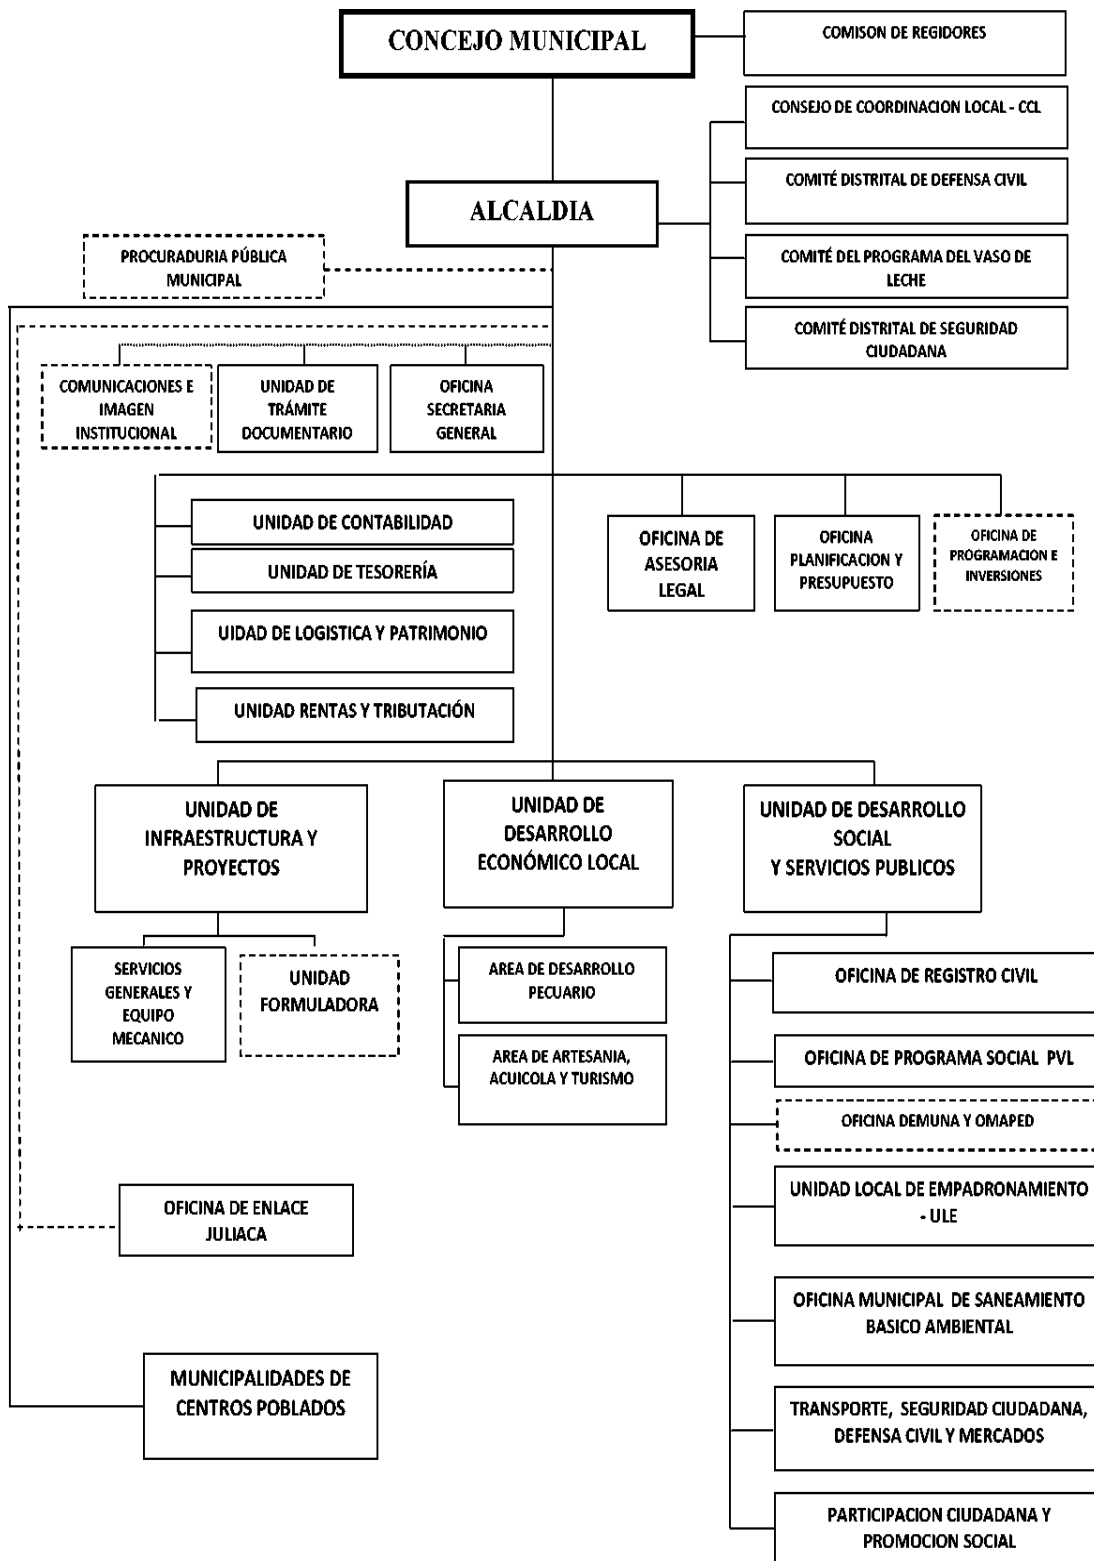 CONCEJO MUNICIPAL
COMISON DE REGIDORES
CONSEJO DE COORDINACION LOCAL - CCL
COMITÉ DISTRITAL DE DEFENSA CIVIL
ALCALDIA
PROCURADURIA PÚBLICA
MUNICIPAL
COMITÉ DEL PROGRAMA DEL VASO DE
LECHE
COMITÉ DISTRITAL DE SEGURIDAD
CIUDADANA
COMUNICACIONES E
IMAGEN
INSTITUCIONAL
UNIDAD DE
TRÁMITE
DOCUMENTARIO
OFICINA
SECRETARIA
GENERAL
UNIDAD DE CONTABILIDAD
UNIDAD DE TESORERÍA
UIDAD DE LOGISTICA Y PATRIMONIO
UNIDAD RENTAS Y TRIBUTACIÓN
OFICINA DE
ASESORIA
LEGAL
OFICINA
PLANIFICACION Y
PRESUPUESTO
OFICINA DE
PROGRAMACION E
INVERSIONES
UNIDAD DE
INFRAESTRUCTURA Y
PROYECTOS
UNIDAD DE
DESARROLLO
ECONÓMICO LOCAL
UNIDAD DE DESARROLLO
SOCIAL
Y SERVICIOS PUBLICOS
SERVICIOS
GENERALES Y
EQUIPO
MECANICO
UNIDAD
FORMULADORA
AREA DE DESARROLLO
PECUARIO
AREA DE ARTESANIA,
ACUICOLA Y TURISMO
OFICINA DE REGISTRO CIVIL
OFICINA DE PROGRAMA SOCIAL PVL
OFICINA DEMUNA Y OMAPED
UNIDAD LOCAL DE EMPADRONAMIENTO
- ULE
OFICINA MUNICIPAL DE SANEAMIENTO
BASICO AMBIENTAL
TRANSPORTE, SEGURIDAD CIUDADANA,
DEFENSA CIVIL Y MERCADOS
PARTICIPACION CIUDADANA Y
PROMOCION SOCIAL
OFICINA DE ENLACE
JULIACA
MUNICIPALIDADES DE
CENTROS POBLADOS